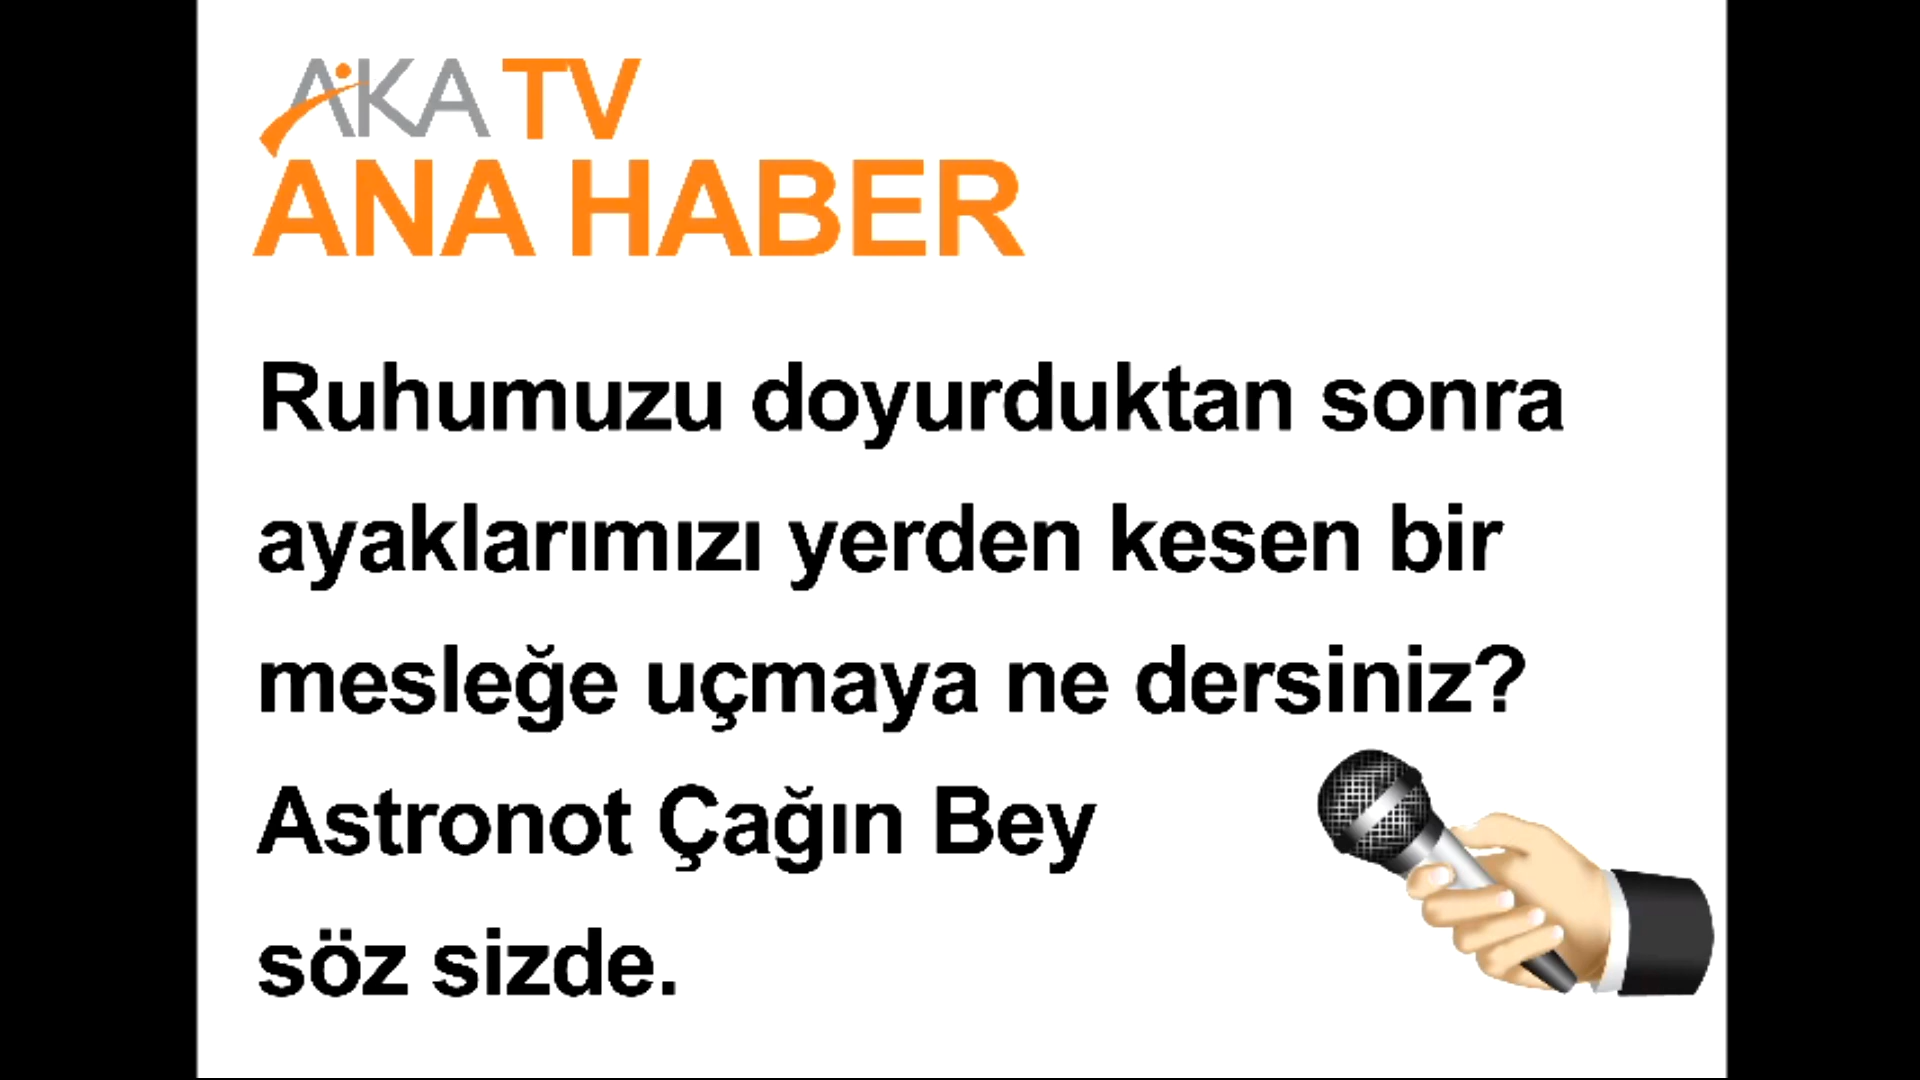 AKA TV
ANA HABER
Ruhumuzu doyurduktan sonra
ayaklarımızı yerden kesen bir
mesleğe uçmaya ne dersiniz?
Astronot Çağın Bey
söz sizde.